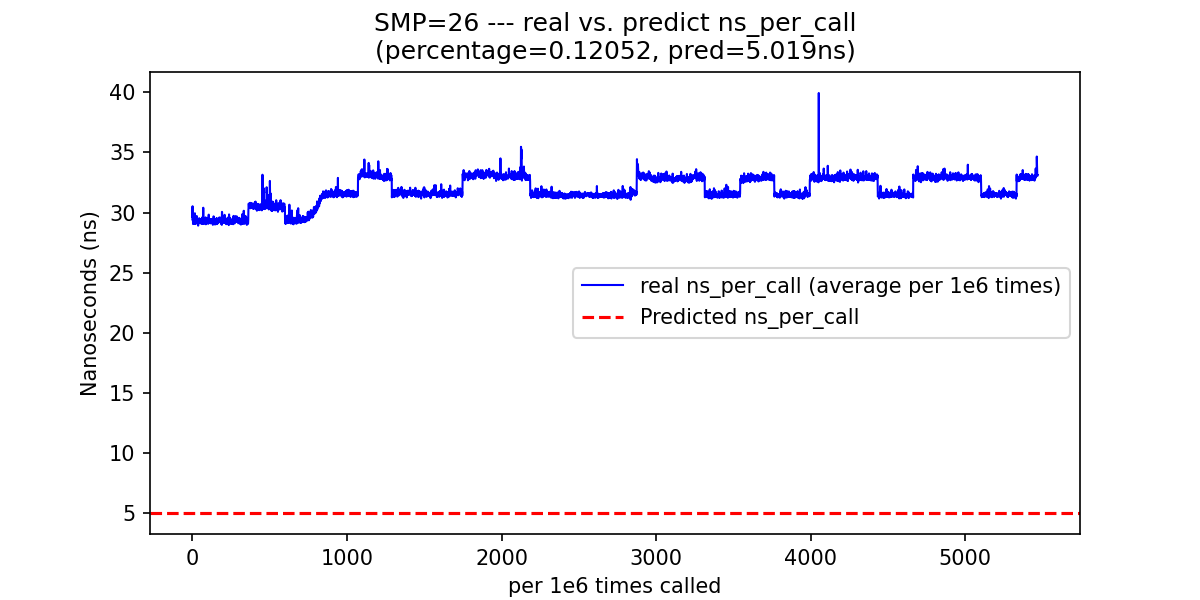 SMP=26 --- real vs. predict ns_per_call
(percentage=0.12052, pred=5.019ns)
Nanoseconds (ns)
40
35
30
25
20
15
10
5
real ns_per_call (average per 1e6 times)
Predicted ns_per_call
0 1000 2000 3000 4000 5000
per 1e6 times called